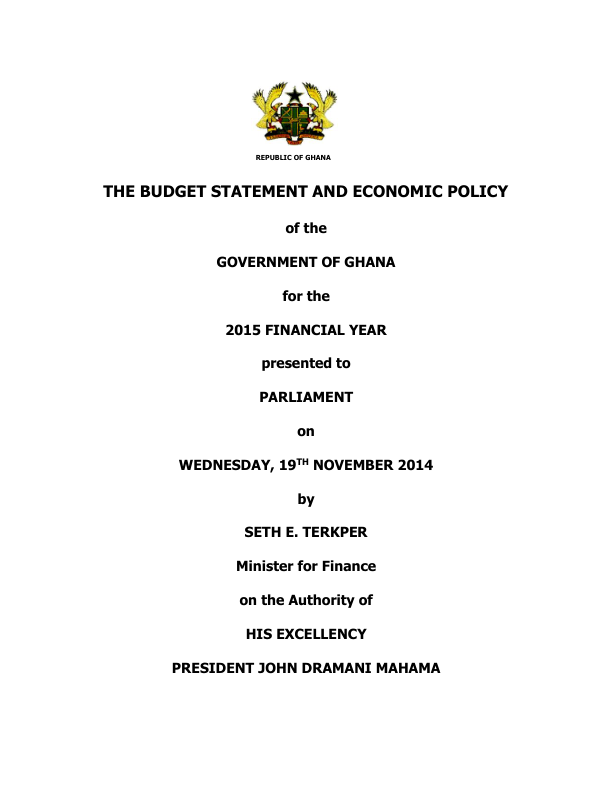 REPUBLIC OF GHANA
THE BUDGET STATEMENT AND ECONOMIC POLICY
of the
GOVERNMENT OF GHANA
for the
2015 FINANCIAL YEAR
presented to
PARLIAMENT
on
WEDNESDAY, 19TH NOVEMBER 2014
by
SETH E. TERKPER
Minister for Finance
on the Authority of
HIS EXCELLENCY
PRESIDENT JOHN DRAMANI MAHAMA